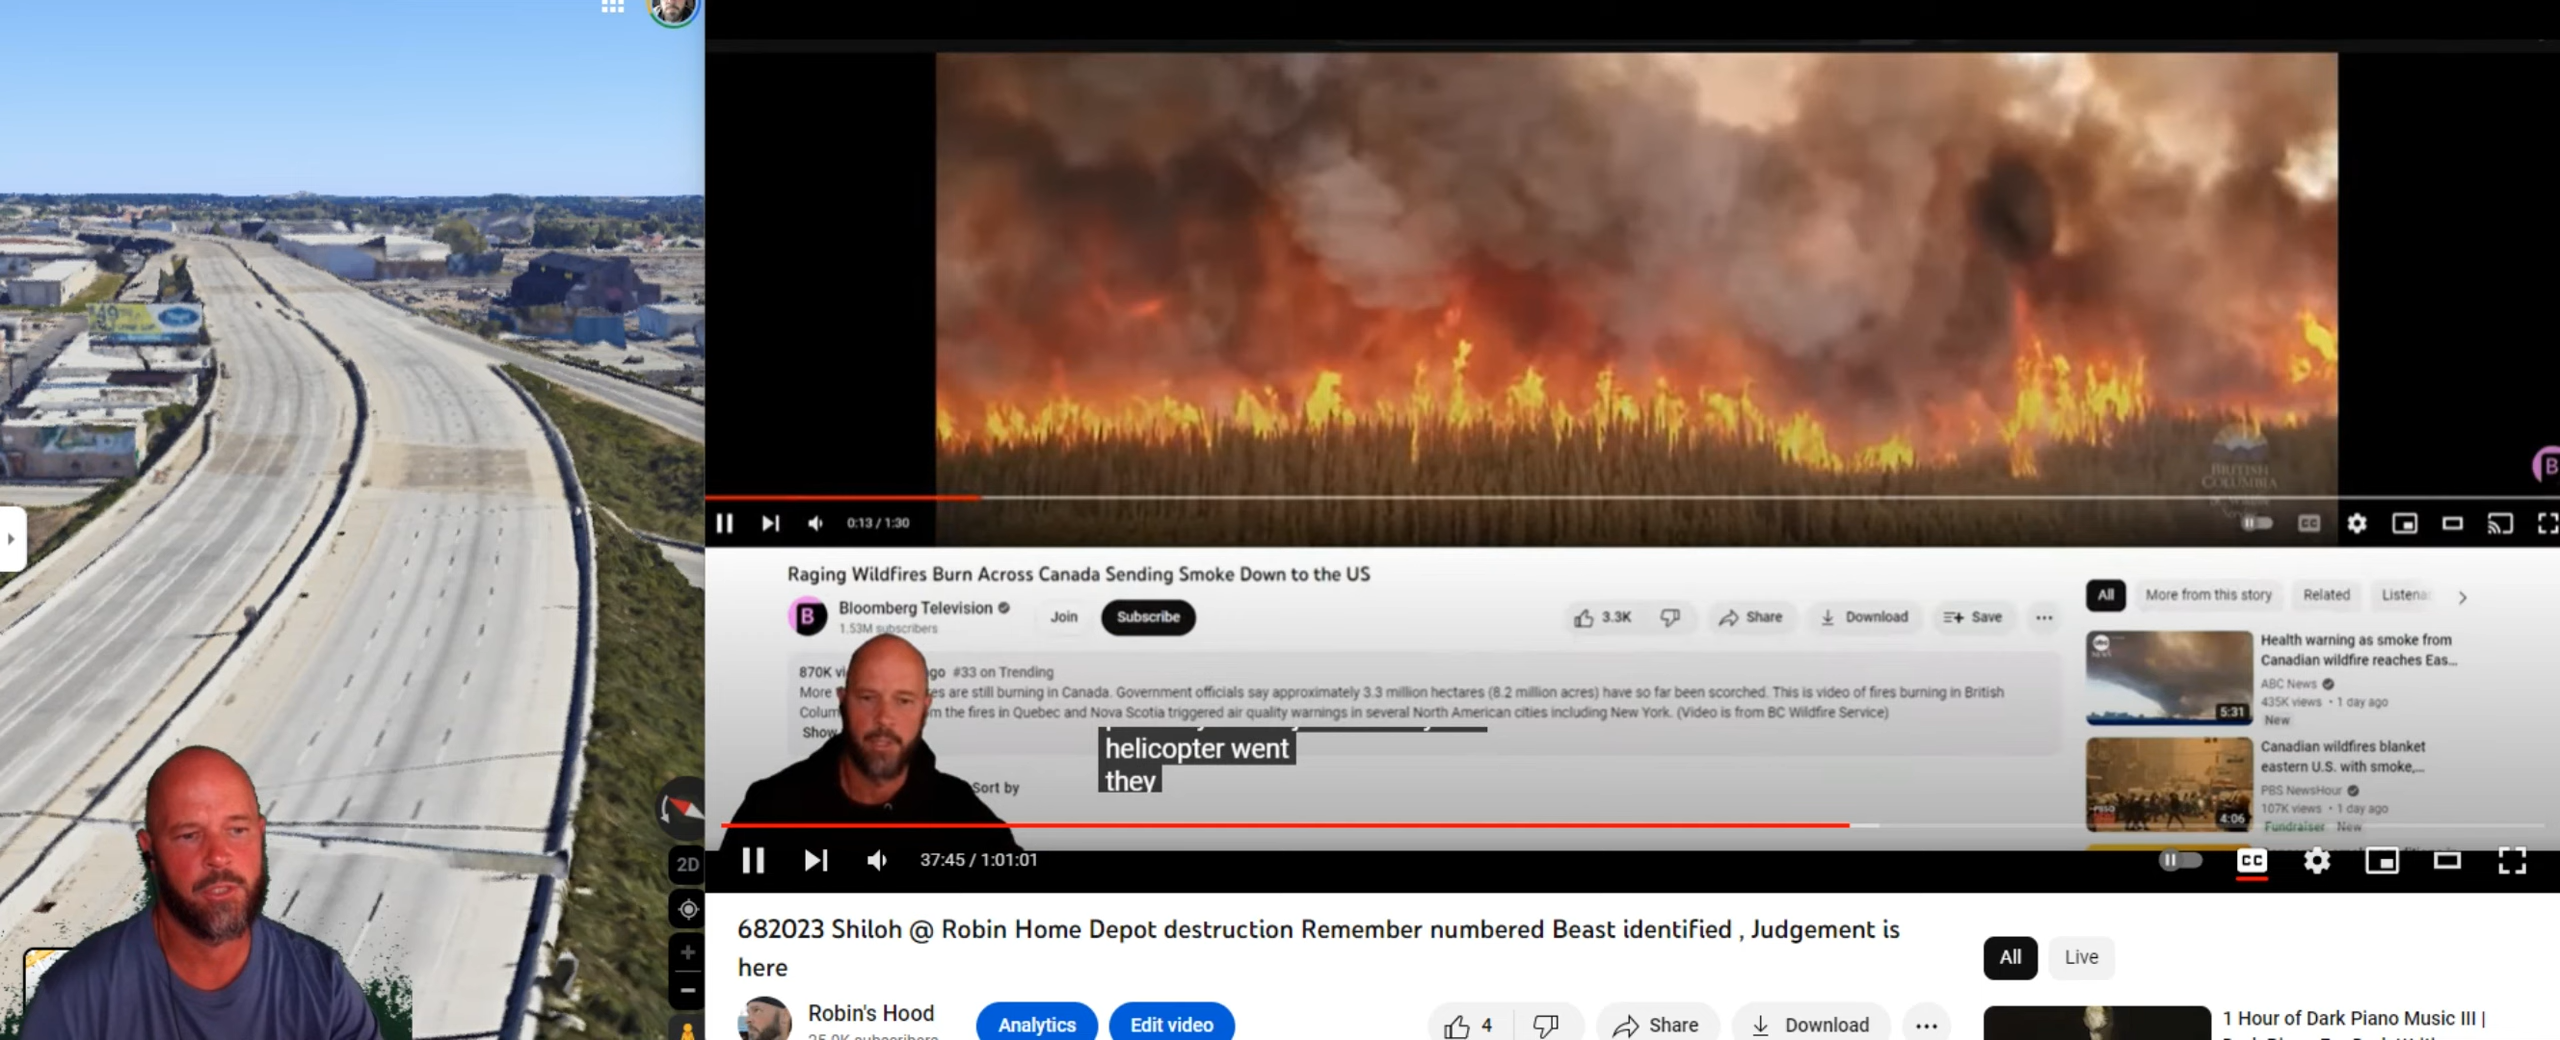 BRITISH
COLUMBIA
0:13 / 1:30
Raging Wildfires Burn Across Canada Sending Smoke Down to the US
B
Bloomberg Television
1.53M subscribers
Join
Subscribe
3.3K
Share
Download
Save
870K
go #33 on Trending
More
es are still burning in Canada. Government officials say approximately 3.3 million hectares (8.2 million acres) have so far been scorched. This is video of fires burning in British
Colum
m the fires in Quebec and Nova Scotia triggered air quality warnings in several North American cities including New York. (Video is from BC Wildfire Service)
Show
Sort by
helicopter went
they
All
More from this story
Related
Health warning as smoke from
Canadian wildfire reaches Eas...
ABC News
435K views • 1 day ago
New
5:31
Canadian wildfires blanket
eastern U.S. with smoke,...
PBS NewsHour
107K views • 1 day ago
Fundraiser New
4:06
37:45 / 1:01:01
CC
2D
682023 Shiloh @ Robin Home Depot destruction Remember numbered Beast identified , Judgement is
here
Robin's Hood
Analytics
Edit video
4
Share
Download
All
Live
1 Hour of Dark Piano Music III |